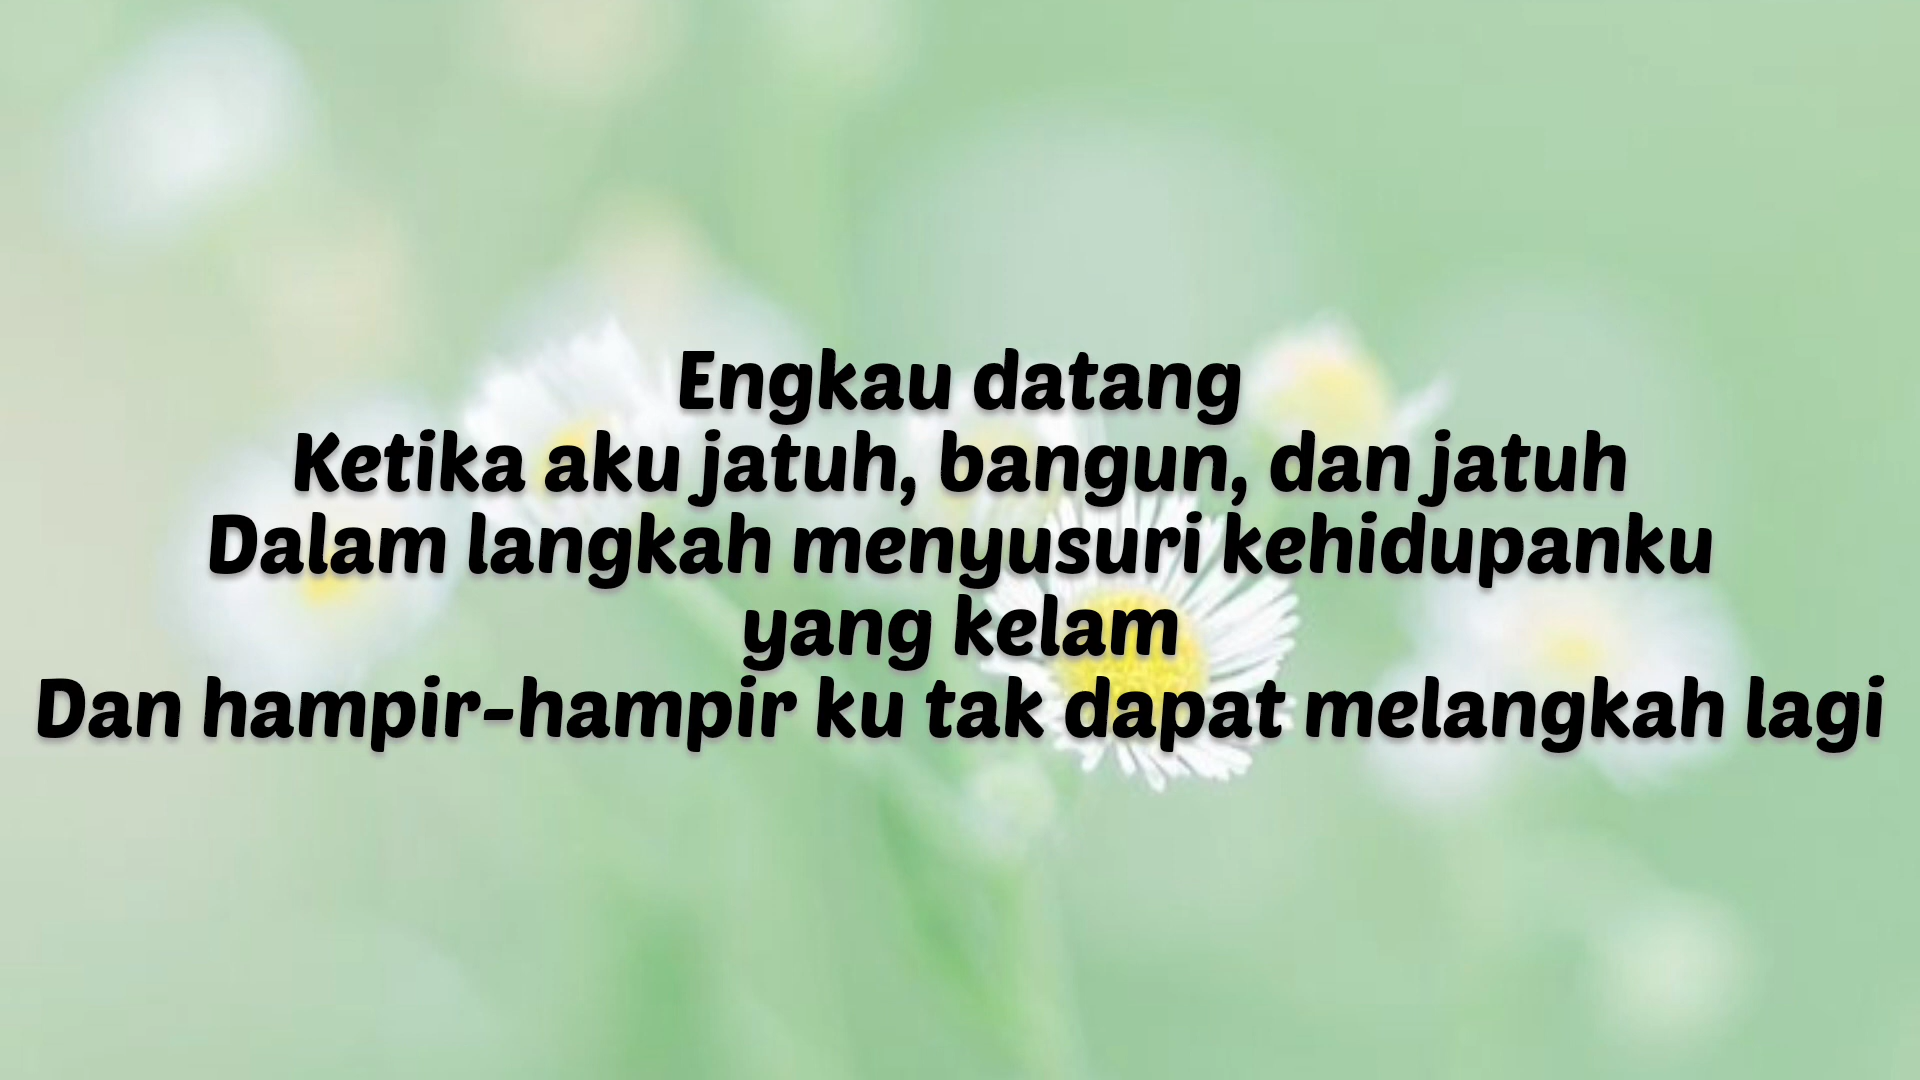 Engkau datang
Ketika aku jatuh, bangun, dan jatuh
Dalam langkah menyusuri kehidupanku
yang kelam
Dan hampir-hampir ku tak dapat melangkah lagi